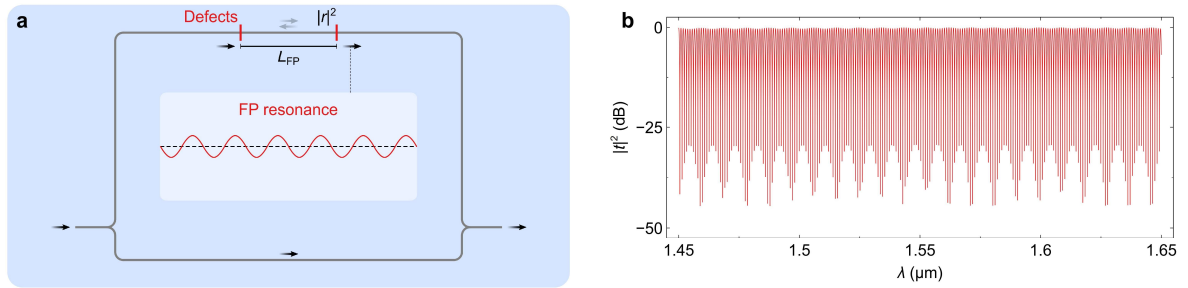 a
Defects
|r|²
L_FP
FP resonance
b
|t|² (dB)
0
−25
−50
1.45
1.5
1.55
1.6
1.65
λ (μm)